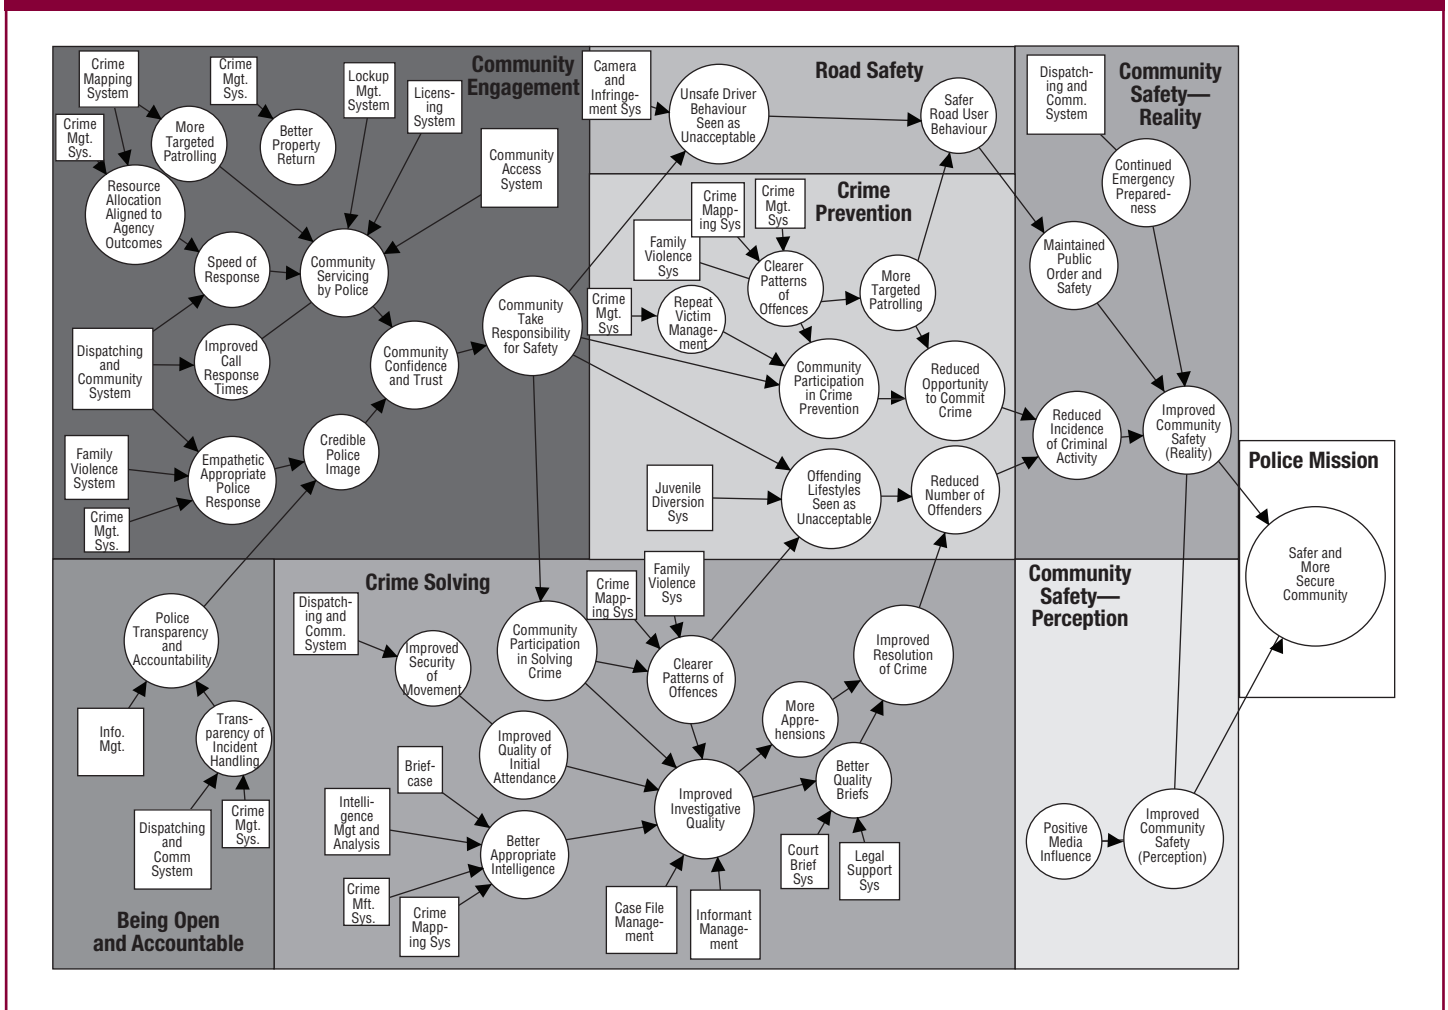 Community
Engagement
Crime
Mapping
System
Crime
Mgt.
Sys.
Lockup
Mgt.
System
Licens-
ing
System
Crime
Mgt.
Sys.
More
Targeted
Patrolling
Better
Property
Return
Community
Access
System
Resource
Allocation
Aligned to
Agency
Outcomes
Speed of
Response
Community
Servicing
by Police
Dispatching
and
Community
System
Improved
Call
Response
Times
Community
Confidence
and Trust
Community
Take
Responsibility
for Safety
Family
Violence
System
Crime
Mgt.
Sys.
Empathetic
Appropriate
Police
Response
Credible
Police
Image
Road Safety
Camera
and
Infringe-
ment Sys
Unsafe Driver
Behaviour
Seen as
Unacceptable
Safer
Road User
Behaviour
Crime
Prevention
Crime
Mapp-
ing Sys
Crime
Mgt.
Sys
Family
Violence
Sys
Clearer
Patterns
of
Offences
More
Targeted
Patrolling
Crime
Mgt.
Sys
Repeat
Victim
Manage-
ment
Community
Participation
in Crime
Prevention
Reduced
Opportunity
to Commit
Crime
Juvenile
Diversion
Sys
Offending
Lifestyles
Seen as
Unacceptable
Reduced
Number of
Offenders
Community
Safety—
Reality
Dispatch-
ing and
Comm.
System
Continued
Emergency
Prepared-
ness
Maintained
Public
Order and
Safety
Reduced
Incidence
of Criminal
Activity
Improved
Community
Safety
(Reality)
Police Mission
Safer and
More
Secure
Community
Police
Transparency
and
Accountability
Info.
Mgt.
Trans-
parency of
Incident
Handling
Dispatching
and
Comm
System
Crime
Mgt.
Sys.
Being Open
and Accountable
Crime Solving
Dispatch-
ing and
Comm.
System
Improved
Security
of
Movement
Community
Participation
in Solving
Crime
Crime
Mapp-
ing Sys
Family
Violence
Sys
Clearer
Patterns of
Offences
Improved
Resolution
of Crime
More
Appre-
hensions
Improved
Quality of
Initial
Attendance
Brief-
case
Intelli-
gence
Mgt and
Analysis
Better
Appropriate
Intelligence
Crime
Mft.
Sys.
Crime
Mapp-
ing Sys
Improved
Investigative
Quality
Better
Quality
Briefs
Case File
Manage-
ment
Informant
Manage-
ment
Court
Brief
Sys
Legal
Support
Sys
Community
Safety—
Perception
Positive
Media
Influence
Improved
Community
Safety
(Perception)